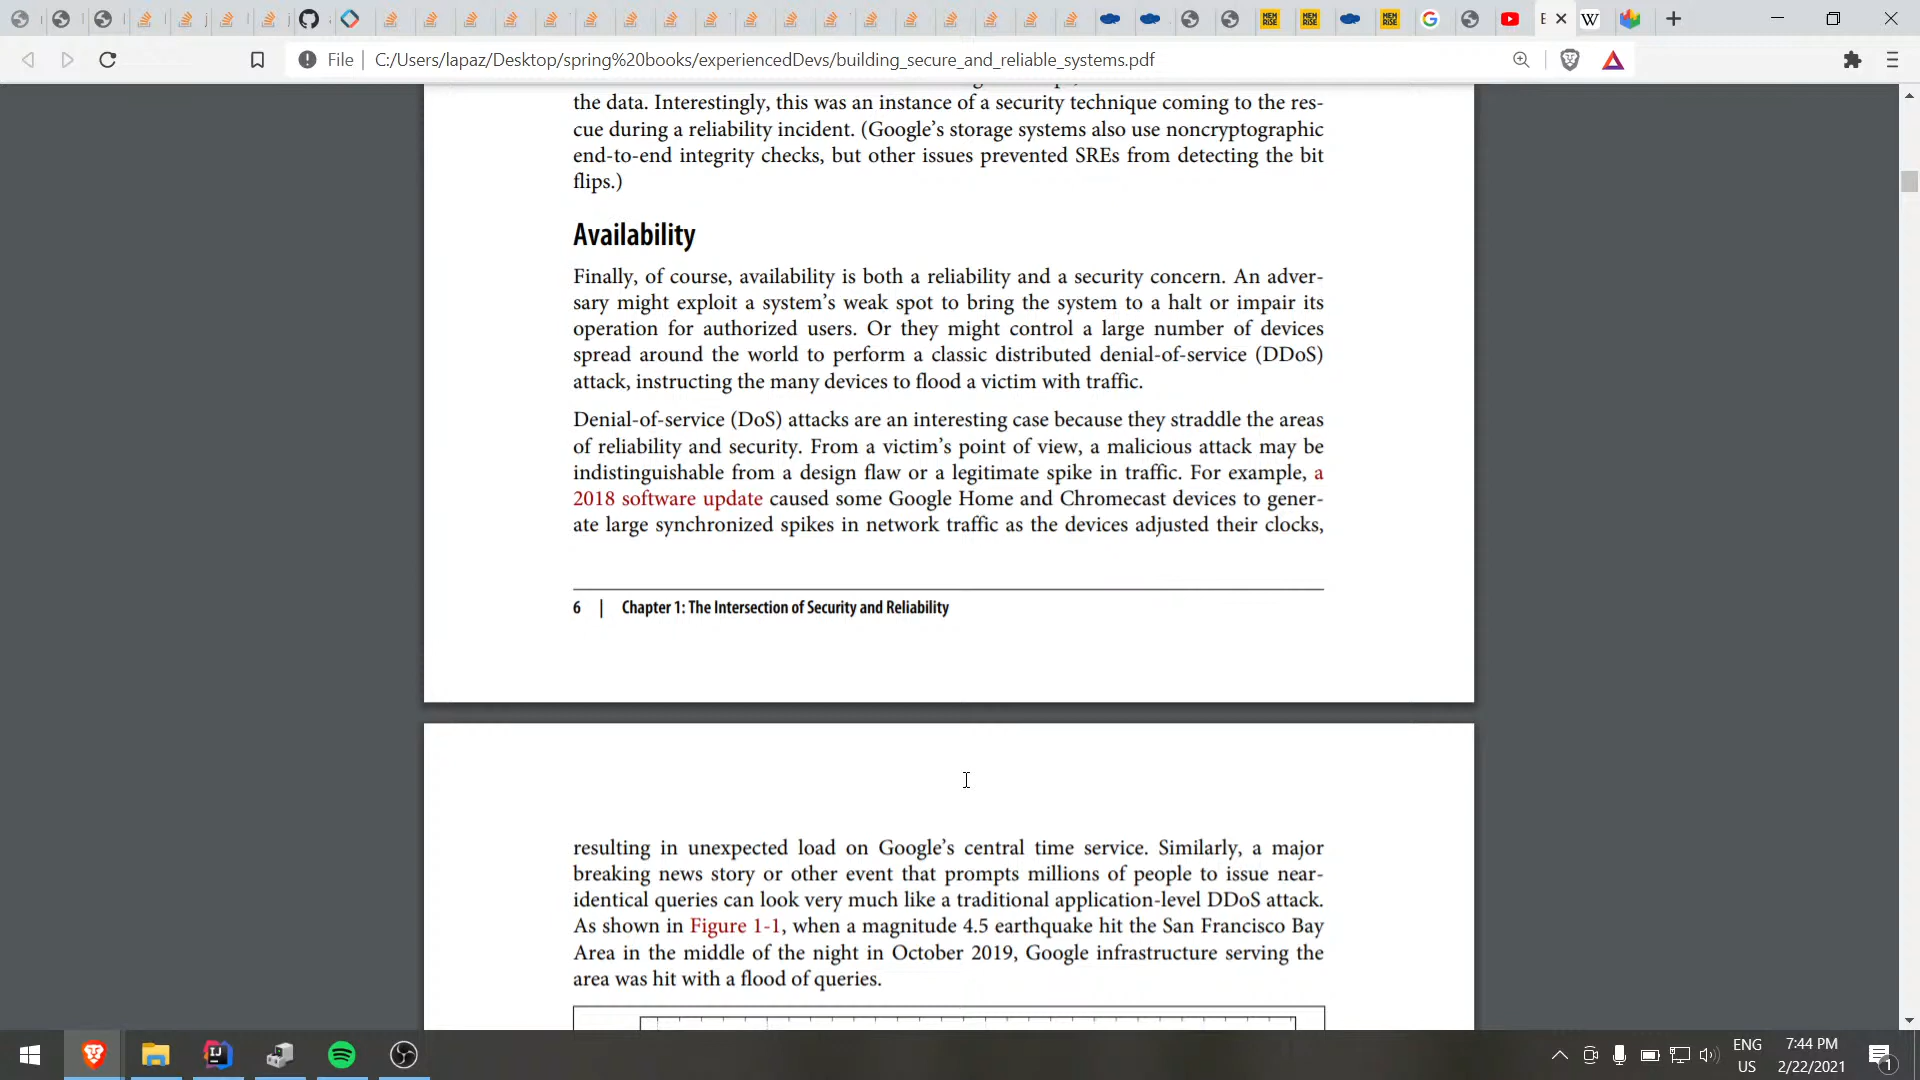 File
C:/Users/lapaz/Desktop/spring%20books/experiencedDevs/building_secure_and_reliable_systems.pdf
the data. Interestingly, this was an instance of a security technique coming to the res-
cue during a reliability incident. (Google's storage systems also use noncryptographic
end-to-end integrity checks, but other issues prevented SREs from detecting the bit
flips.)
Availability
Finally, of course, availability is both a reliability and a security concern. An adver-
sary might exploit a system's weak spot to bring the system to a halt or impair its
operation for authorized users. Or they might control a large number of devices
spread around the world to perform a classic distributed denial-of-service (DDoS)
attack, instructing the many devices to flood a victim with traffic.
Denial-of-service (DoS) attacks are an interesting case because they straddle the areas
of reliability and security. From a victim's point of view, a malicious attack may be
indistinguishable from a design flaw or a legitimate spike in traffic. For example, a
2018 software update caused some Google Home and Chromecast devices to gener-
ate large synchronized spikes in network traffic as the devices adjusted their clocks,
6 | Chapter 1: The Intersection of Security and Reliability
resulting in unexpected load on Google's central time service. Similarly, a major
breaking news story or other event that prompts millions of people to issue near-
identical queries can look very much like a traditional application-level DDoS attack.
As shown in Figure 1-1, when a magnitude 4.5 earthquake hit the San Francisco Bay
Area in the middle of the night in October 2019, Google infrastructure serving the
area was hit with a flood of queries.
ENG
US
7:44 PM
2/22/2021
1